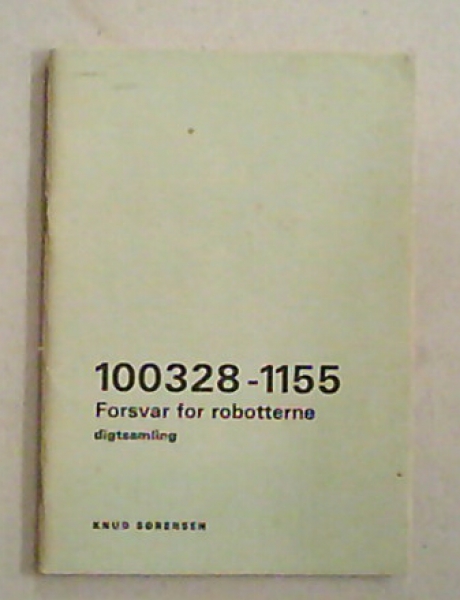 100328-1155
Forsvar for robotterne
digtsamling
KNUD SØRENSEN